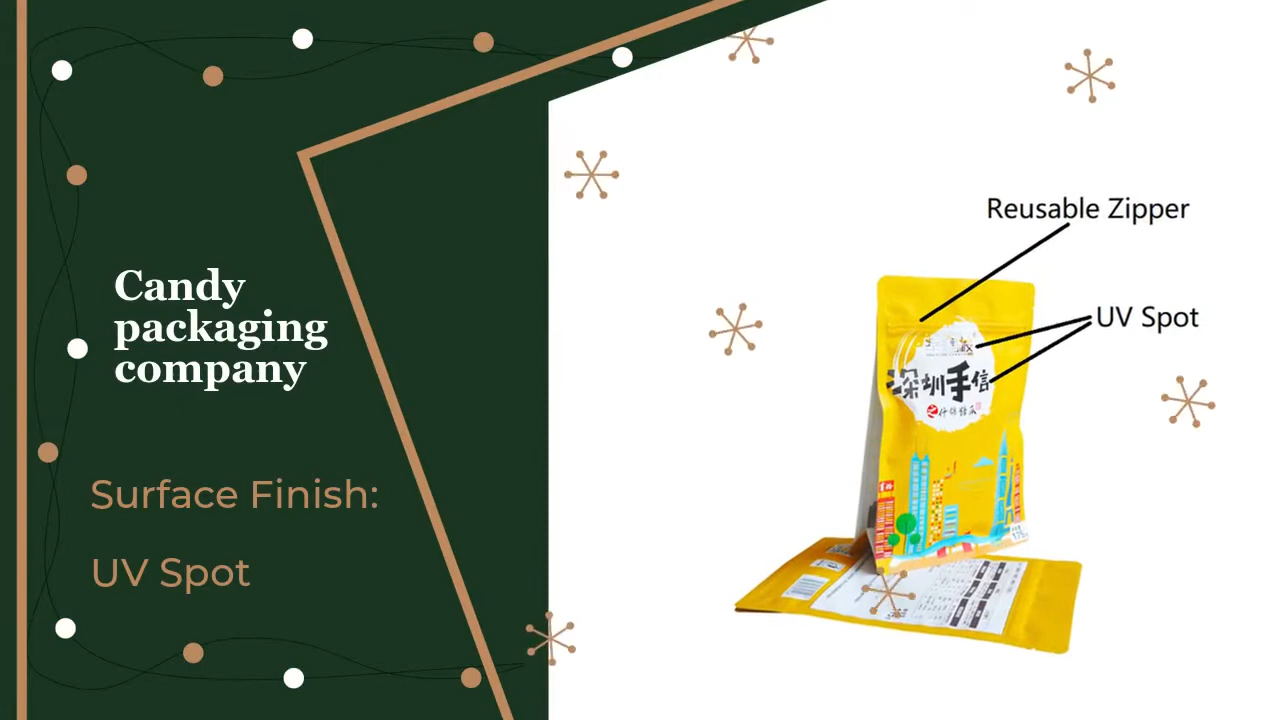 Candy
packaging
company
Surface Finish:
UV Spot
Reusable Zipper
UV Spot
深圳手信